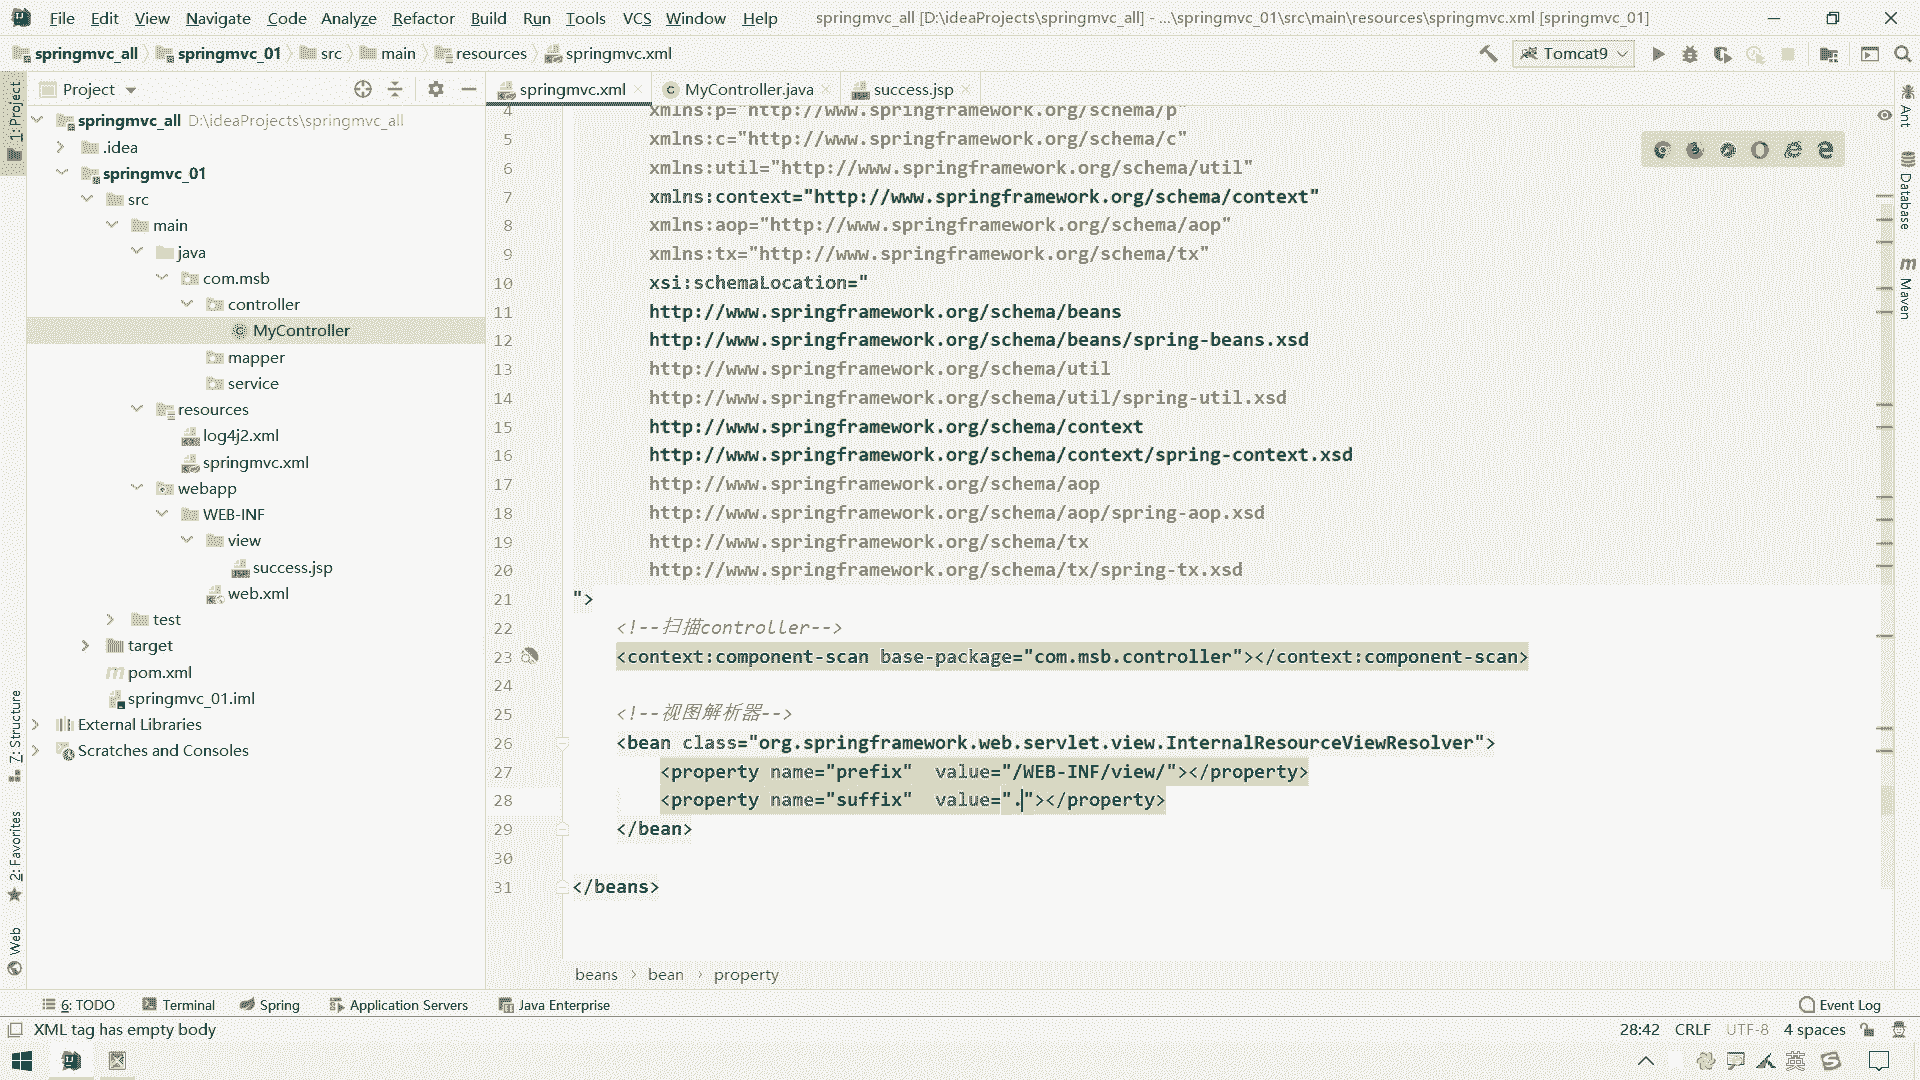 File Edit View Navigate Code Analyze Refactor Build Run Tools VCS Window Help springmvc_all [D:\ideaProjects\springmvc_all] - ...\springmvc_01\src\main\resources\springmvc.xml [springmvc_01]
springmvc_all springmvc_01 src main resources springmvc.xml Tomcat9
Project springmvc.xml MyController.java success.jsp
1: Project
7: Structure
2: Favorites
Web
springmvc_all D:\ideaProjects\springmvc_all
.idea
springmvc_01
src
main
java
com.msb
controller
MyController
mapper
service
resources
log4j2.xml
springmvc.xml
webapp
WEB-INF
view
success.jsp
web.xml
test
target
pom.xml
springmvc_01.iml
External Libraries
Scratches and Consoles
4 xmlns:p="http://www.springframework.org/schema/p"
5 xmlns:c="http://www.springframework.org/schema/c"
6 xmlns:util="http://www.springframework.org/schema/util"
7 xmlns:context="http://www.springframework.org/schema/context"
8 xmlns:aop="http://www.springframework.org/schema/aop"
9 xmlns:tx="http://www.springframework.org/schema/tx"
10 xsi:schemaLocation="
11 http://www.springframework.org/schema/beans
12 http://www.springframework.org/schema/beans/spring-beans.xsd
13 http://www.springframework.org/schema/util
14 http://www.springframework.org/schema/util/spring-util.xsd
15 http://www.springframework.org/schema/context
16 http://www.springframework.org/schema/context/spring-context.xsd
17 http://www.springframework.org/schema/aop
18 http://www.springframework.org/schema/aop/spring-aop.xsd
19 http://www.springframework.org/schema/tx
20 http://www.springframework.org/schema/tx/spring-tx.xsd
21 ">
22 <!--扫描controller-->
23 <context:component-scan base-package="com.msb.controller"></context:component-scan>
24
25 <!--视图解析器-->
26 <bean class="org.springframework.web.servlet.view.InternalResourceViewResolver">
27 <property name="prefix"  value="/WEB-INF/view/"></property>
28 <property name="suffix"  value="."></property>
29 </bean>
30
31 </beans>
Ant
Database
Maven
beans > bean > property
6: TODO Terminal Spring Application Servers Java Enterprise Event Log
XML tag has empty body 28:42 CRLF UTF-8 4 spaces
英